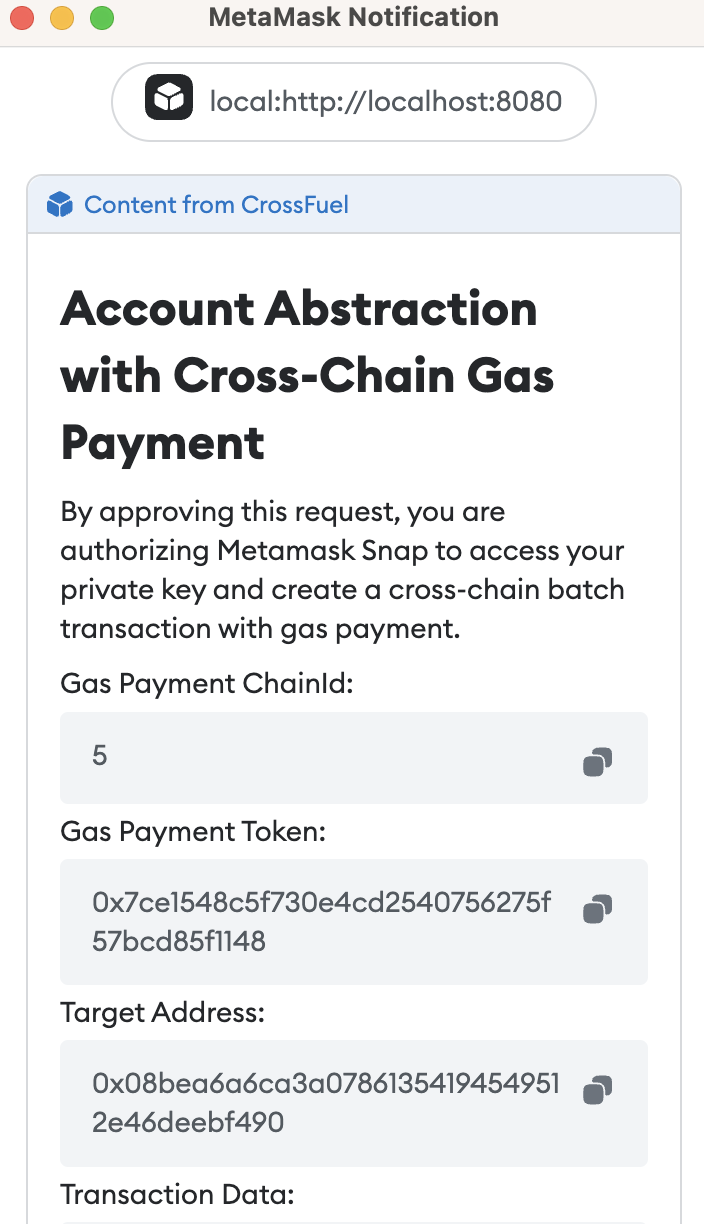 MetaMask Notification
local:http://localhost:8080
Content from CrossFuel
Account Abstraction
with Cross-Chain Gas
Payment
By approving this request, you are
authorizing Metamask Snap to access your
private key and create a cross-chain batch
transaction with gas payment.
Gas Payment ChainId:
5
Gas Payment Token:
0x7ce1548c5f730e4cd2540756275f
57bcd85f1148
Target Address:
0x08bea6a6ca3a0786135419454951
2e46deebf490
Transaction Data: